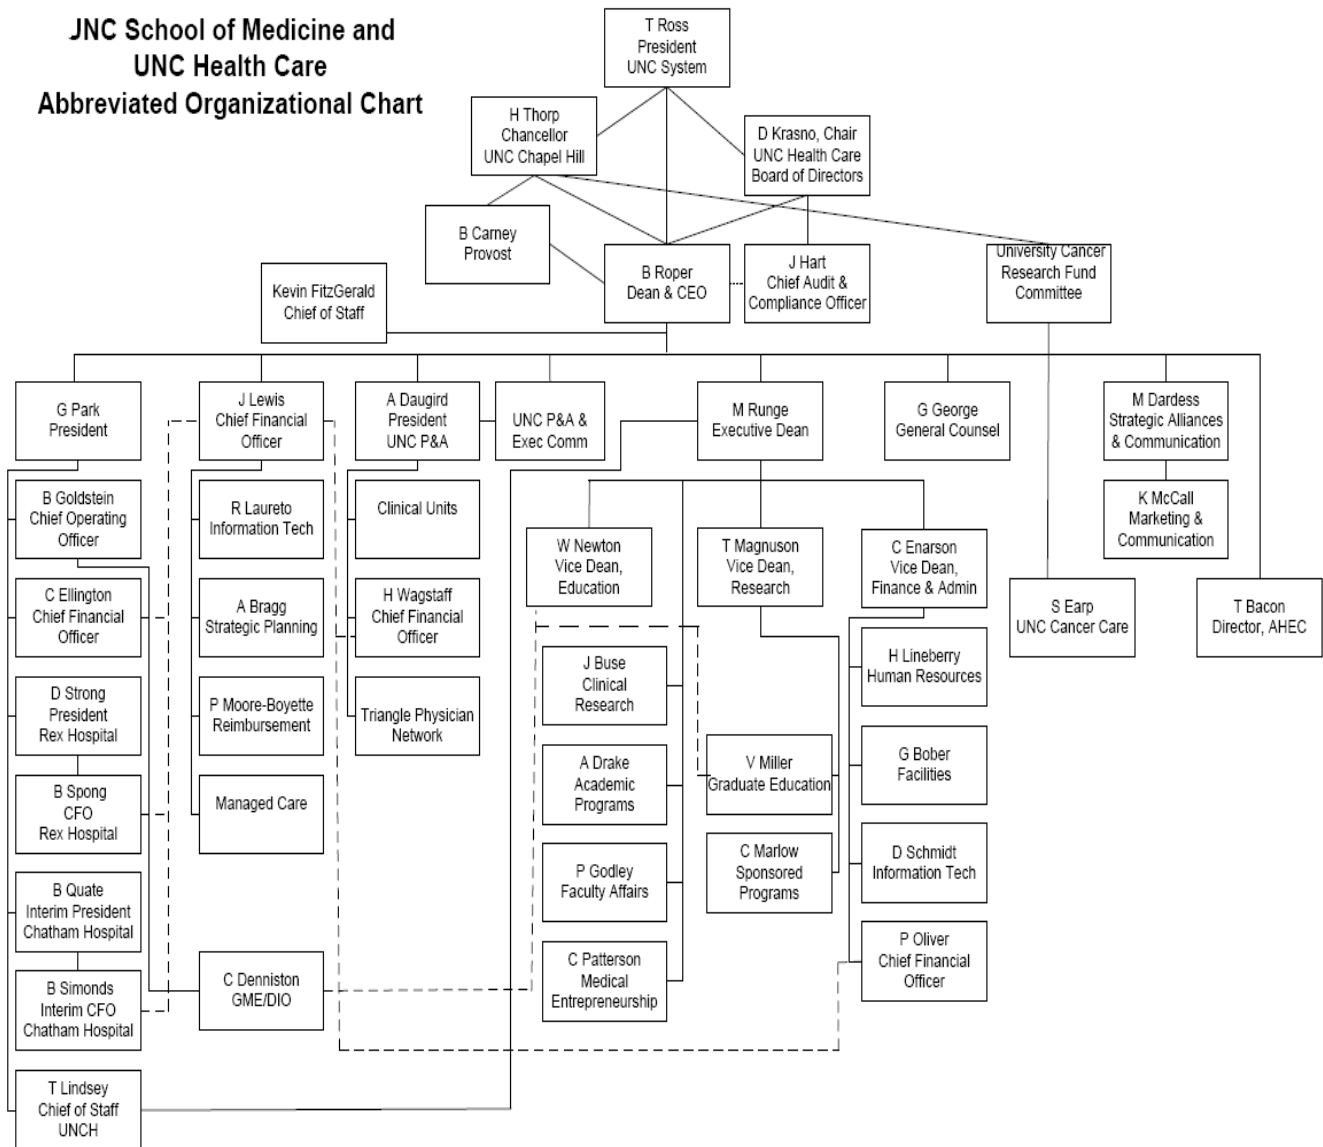 JNC School of Medicine and
UNC Health Care
Abbreviated Organizational Chart
T Ross
President
UNC System
H Thorp
Chancellor
UNC Chapel Hill
D Krasno, Chair
UNC Health Care
Board of Directors
B Carney
Provost
B Roper
Dean & CEO
J Hart
Chief Audit &
Compliance Officer
University Cancer
Research Fund
Committee
Kevin FitzGerald
Chief of Staff
G Park
President
J Lewis
Chief Financial
Officer
A Daugird
President
UNC P&A
UNC P&A &
Exec Comm
M Runge
Executive Dean
G George
General Counsel
M Dardess
Strategic Alliances
& Communication
B Goldstein
Chief Operating
Officer
R Laureto
Information Tech
Clinical Units
W Newton
Vice Dean,
Education
T Magnuson
Vice Dean,
Research
C Enarson
Vice Dean,
Finance & Admin
K McCall
Marketing &
Communication
C Ellington
Chief Financial
Officer
A Bragg
Strategic Planning
H Wagstaff
Chief Financial
Officer
S Earp
UNC Cancer Care
T Bacon
Director, AHEC
D Strong
President
Rex Hospital
P Moore-Boyette
Reimbursement
Triangle Physician
Network
J Buse
Clinical
Research
H Lineberry
Human Resources
B Spong
CFO
Rex Hospital
Managed Care
A Drake
Academic
Programs
V Miller
Graduate Education
G Bober
Facilities
B Quate
Interim President
Chatham Hospital
P Godley
Faculty Affairs
C Marlow
Sponsored
Programs
D Schmidt
Information Tech
B Simonds
Interim CFO
Chatham Hospital
C Denniston
GME/DIO
C Patterson
Medical
Entrepreneurship
P Oliver
Chief Financial
Officer
T Lindsey
Chief of Staff
UNCH